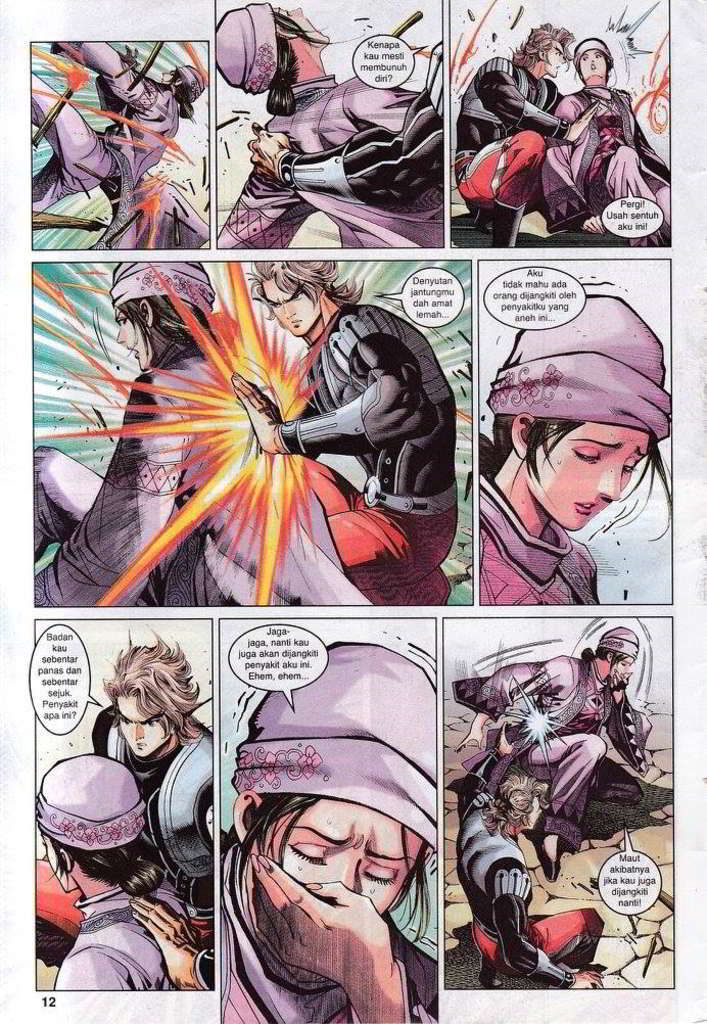 Kenapa
kau mesti
membunuh
diri?
Pergi!
Usah sentuh
aku ini!
Denyutan
jantungmu
dah amat
lemah...
Aku
tidak mahu ada
orang dijangkiti oleh
penyakitku yang
aneh ini...
Badan
kau
sebentar
panas dan
sebentar
sejuk.
Penyakit
apa ini?
Jaga-
jaga, nanti kau
juga akan dijangkiti
penyakit aku ini.
Ehem, ehem...
Maut
akibatnya
jika kau juga
dijangkiti
nanti!
12